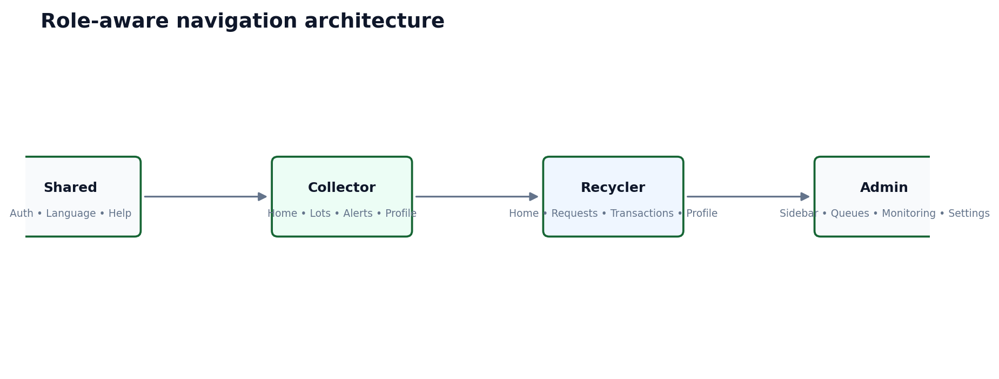 Role-aware navigation architecture
Shared
Auth • Language • Help
Collector
Home • Lots • Alerts • Profile
Recycler
Home • Requests • Transactions • Profile
Admin
Sidebar • Queues • Monitoring • Settings